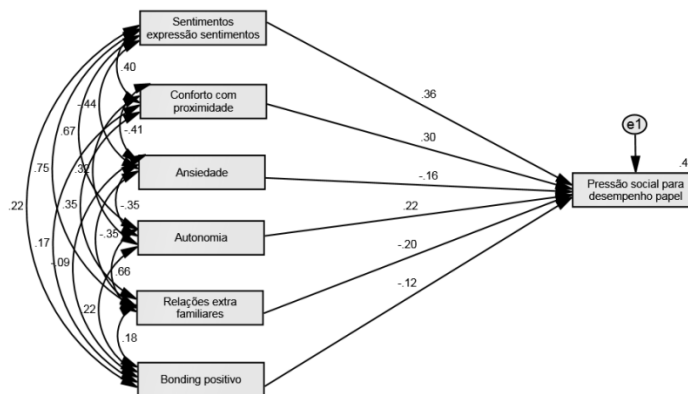 Sentimentos
expressão sentimentos
.40
Conforto com
proximidade
-.44
-.41
.67
.32
Ansiedade
.75
.22
.35
-.35
.17
-.35
Autonomia
-.09
.66
.22
Relações extra
familiares
.18
Bonding positivo
.36
.30
-.16
.22
-.20
-.12
e1
.4
Pressão social para
desempenho papel